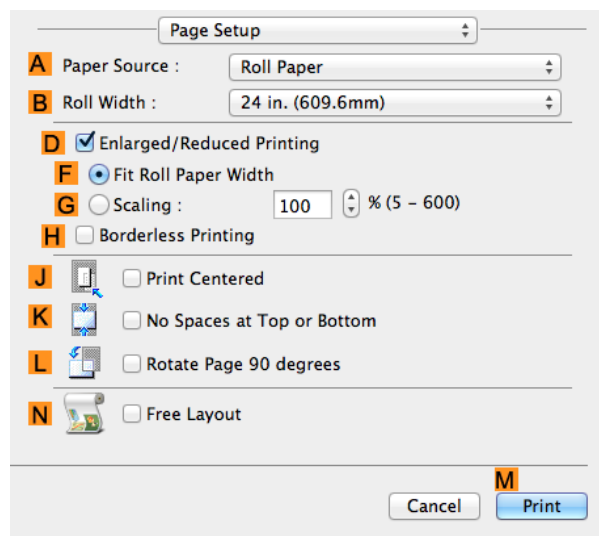 Page Setup
A Paper Source : Roll Paper
B Roll Width : 24 in. (609.6mm)
D Enlarged/Reduced Printing
F Fit Roll Paper Width
G Scaling : 100 % (5 – 600)
H Borderless Printing
J Print Centered
K No Spaces at Top or Bottom
L Rotate Page 90 degrees
N Free Layout
M
Cancel Print